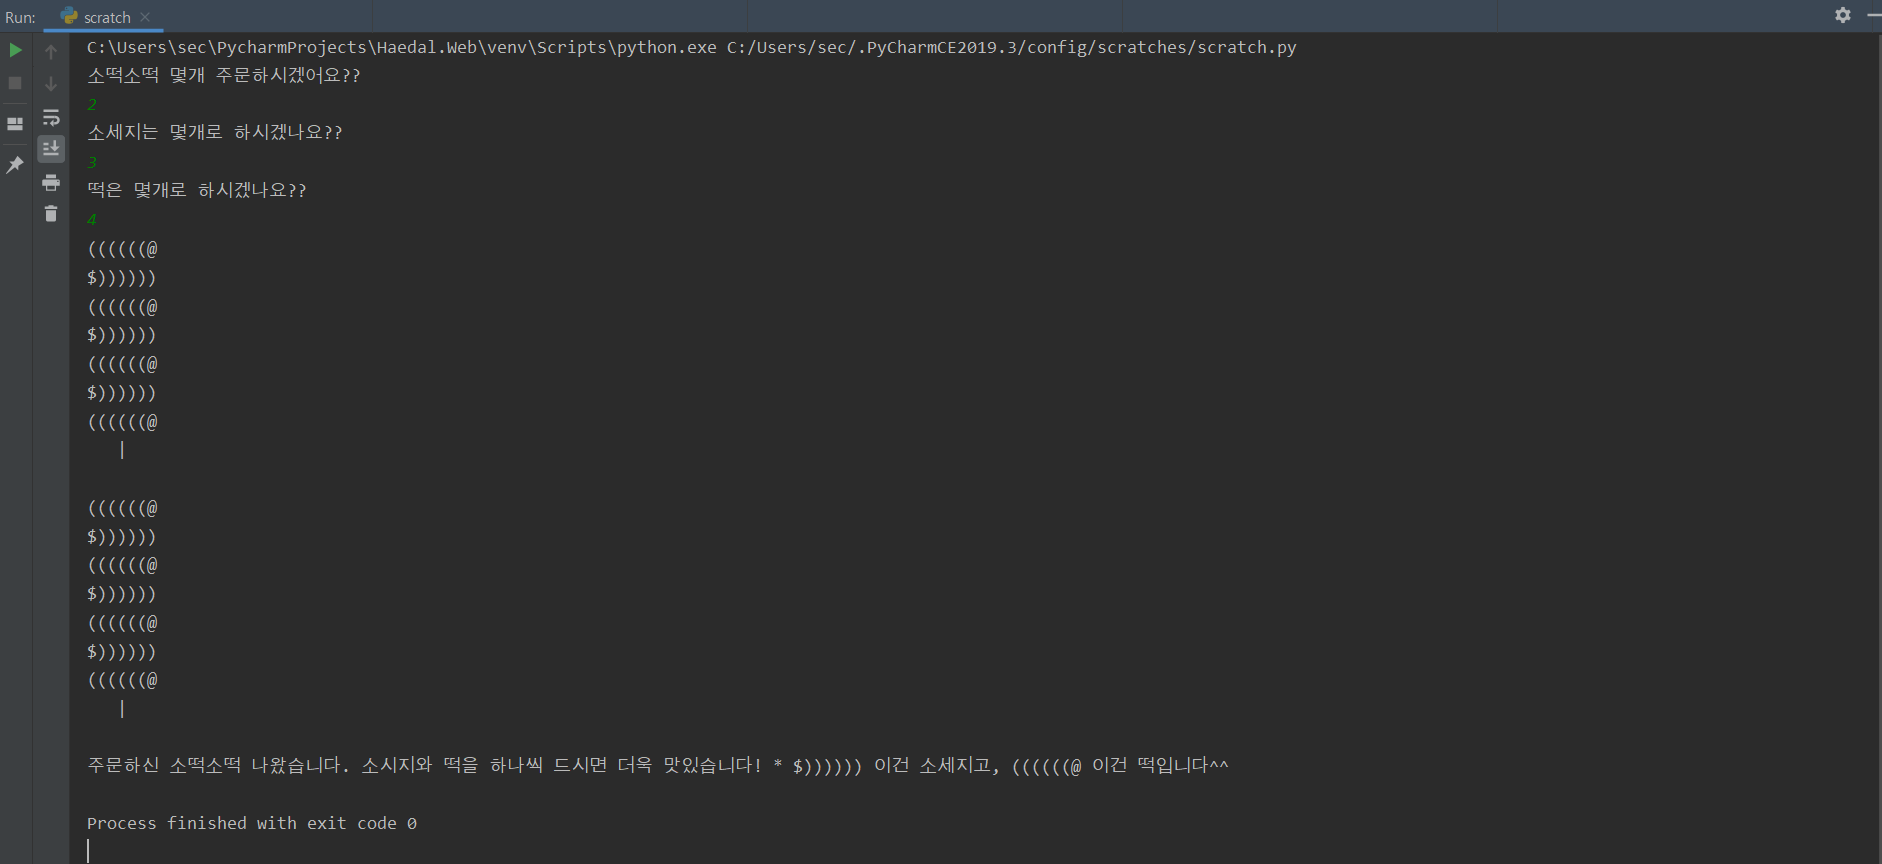 Run: scratch
C:\Users\sec\PycharmProjects\Haedal.Web\venv\Scripts\python.exe C:/Users/sec/.PyCharmCE2019.3/config/scratches/scratch.py
소떡소떡 몇개 주문하시겠어요??
2
소세지는 몇개로 하시겠나요??
3
떡은 몇개로 하시겠나요??
4
((((((@
$))))))
((((((@
$))))))
((((((@
$))))))
((((((@
|
((((((@
$))))))
((((((@
$))))))
((((((@
$))))))
((((((@
|
주문하신 소떡소떡 나왔습니다. 소시지와 떡을 하나씩 드시면 더욱 맛있습니다! * $)))))) 이건 소세지고, ((((((@ 이건 떡입니다^^
Process finished with exit code 0